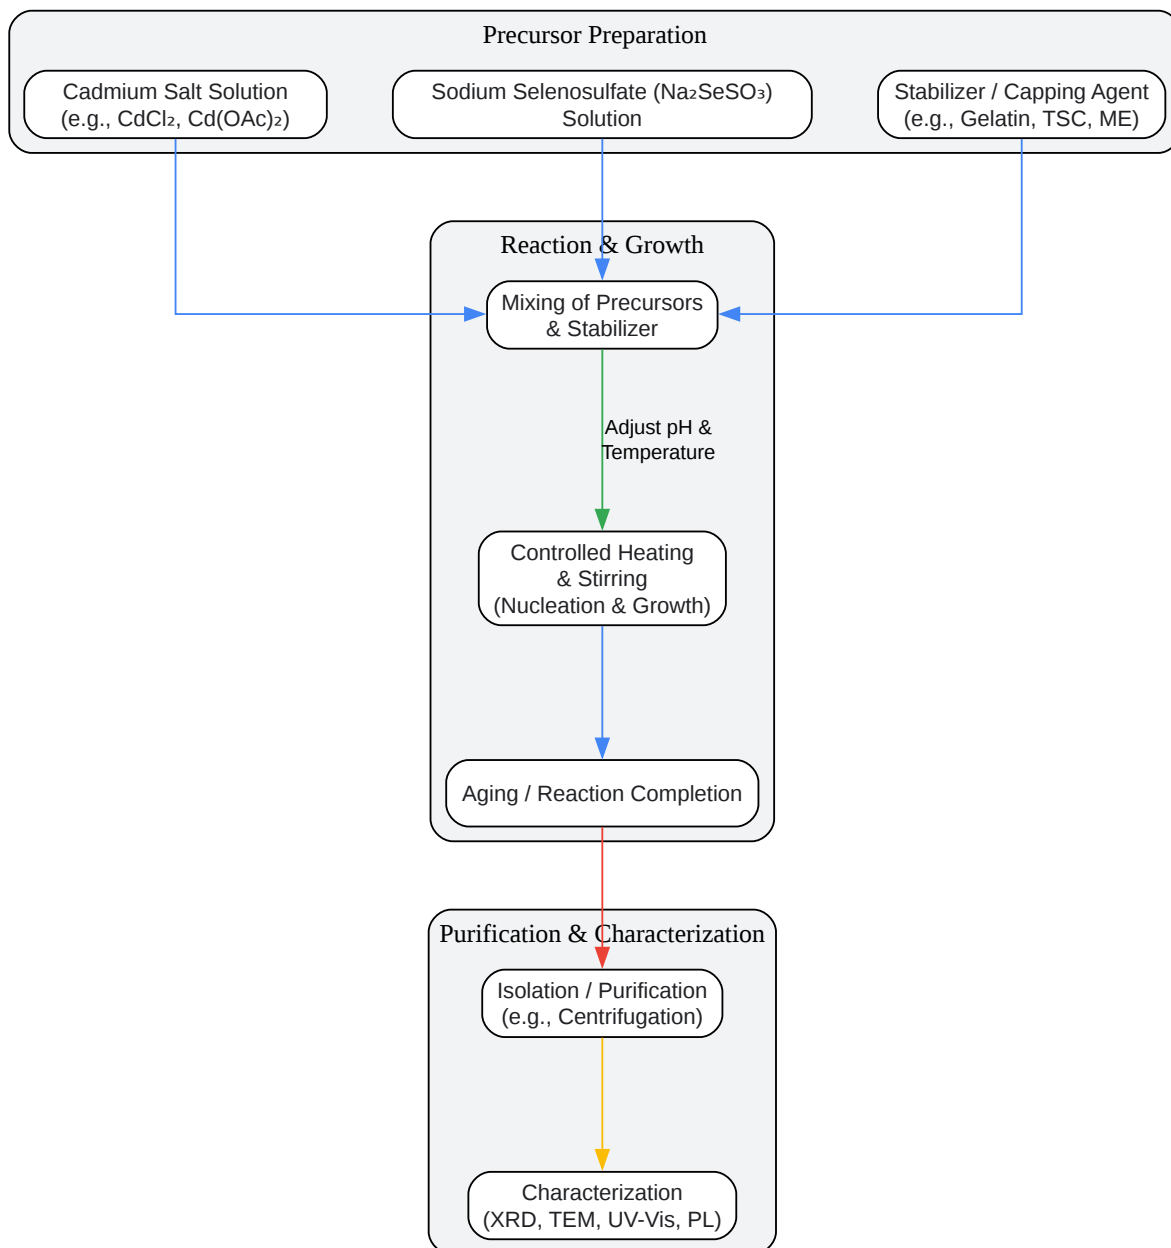 Precursor Preparation
Cadmium Salt Solution
(e.g., CdCl₂, Cd(OAc)₂)
Sodium Selenosulfate (Na₂SeSO₃)
Solution
Stabilizer / Capping Agent
(e.g., Gelatin, TSC, ME)
Reaction & Growth
Mixing of Precursors
& Stabilizer
Adjust pH &
Temperature
Controlled Heating
& Stirring
(Nucleation & Growth)
Aging / Reaction Completion
Purification & Characterization
Isolation / Purification
(e.g., Centrifugation)
Characterization
(XRD, TEM, UV-Vis, PL)